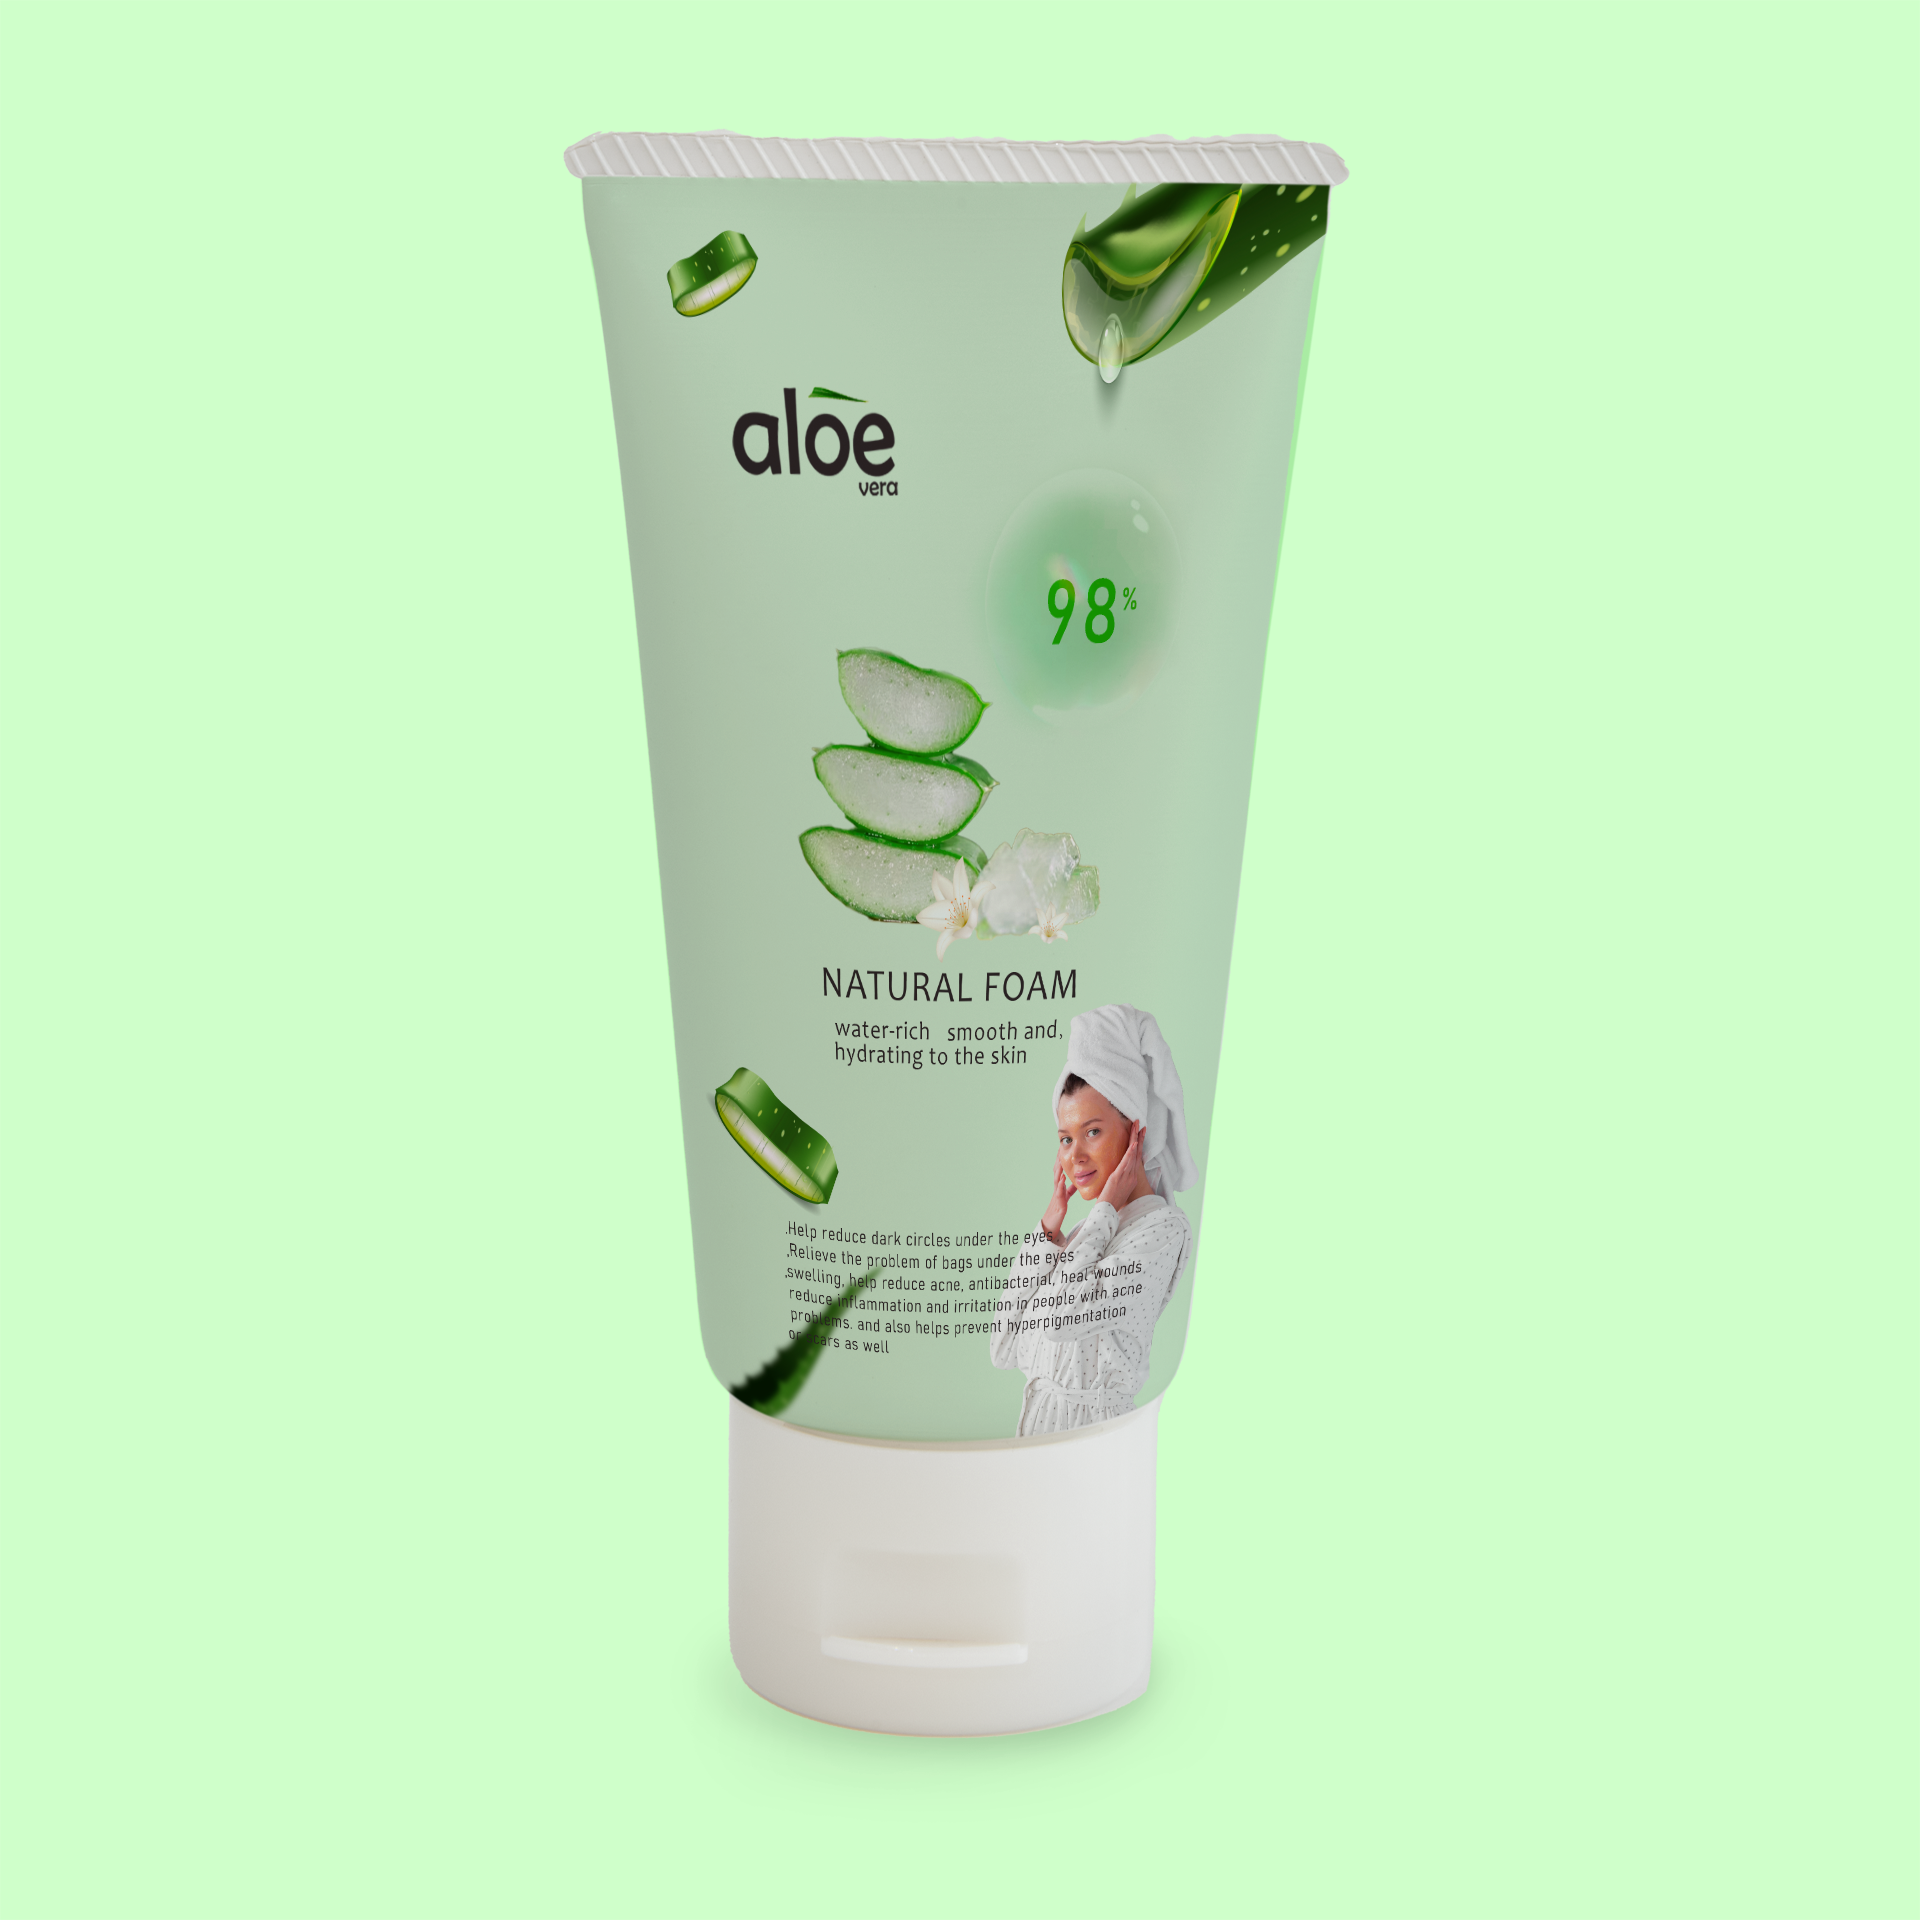 aloe
vera
98%
NATURAL FOAM
water-rich smooth and,
hydrating to the skin
.Help reduce dark circles under the eyes
,Relieve the problem of bags under the eyes
.swelling, help reduce acne, antibacterial, heal wounds,
reduce inflammation and irritation in people with acne
problems. and also helps prevent hyperpigmentation
or scars as well